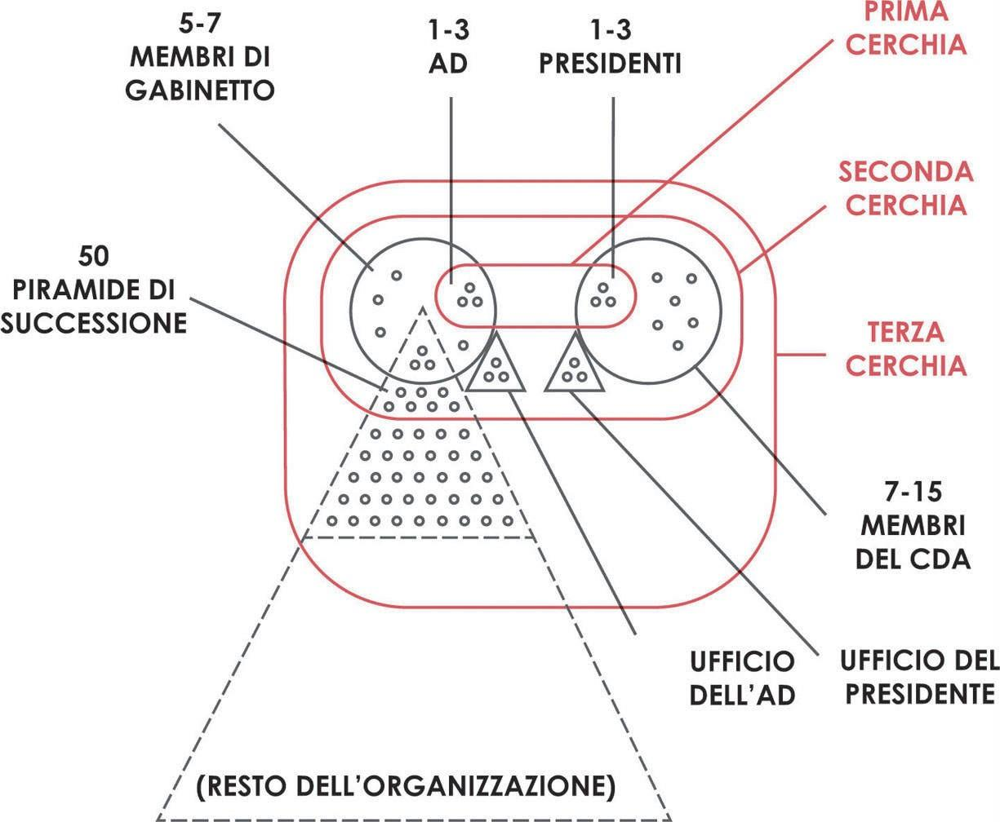 5-7
MEMBRI DI
GABINETTO
1-3
AD
1-3
PRESIDENTI
PRIMA
CERCHIA
SECONDA
CERCHIA
50
PIRAMIDE DI
SUCCESSIONE
TERZA
CERCHIA
7-15
MEMBRI
DEL CDA
UFFICIO
DELL’AD
UFFICIO DEL
PRESIDENTE
(RESTO DELL’ORGANIZZAZIONE)